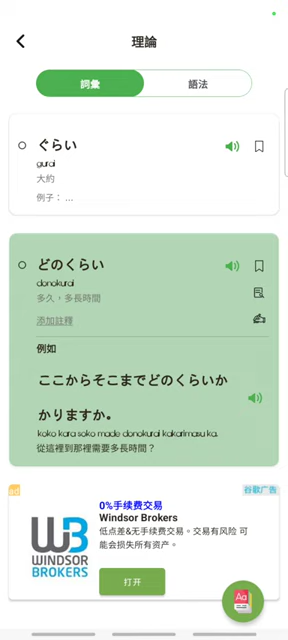 理論
詞彙
語法
ぐらい
gurai
大約
例子： ...
どのくらい
donokurai
多久，多長時間
添加註釋
例如
ここからそこまでどのくらいか
かりますか。
koko kara soko made donokurai kakarimasu ka.
從這裡到那裡需要多長時間？
ad
谷歌广告
0%手续费交易
Windsor Brokers
低点差&无手续费交易。交易有风险 可
能会损失所有资产。
WB
WINDSOR
BROKERS
打开
Aa